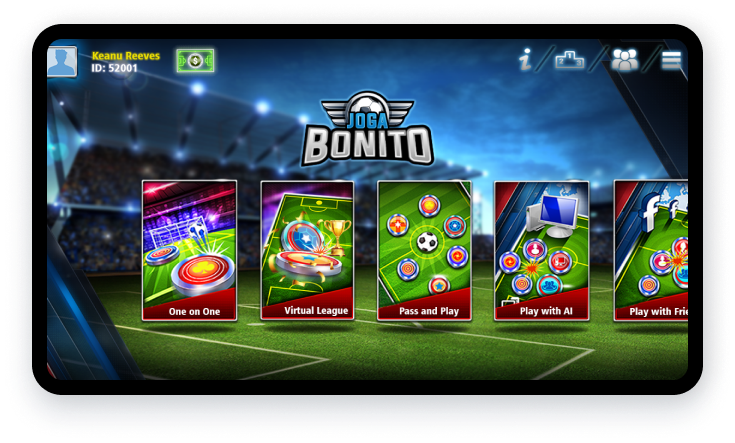 Keanu Reeves
ID: 52001
JOGA
BONITO
One on One
Virtual League
Pass and Play
Play with AI
Play with